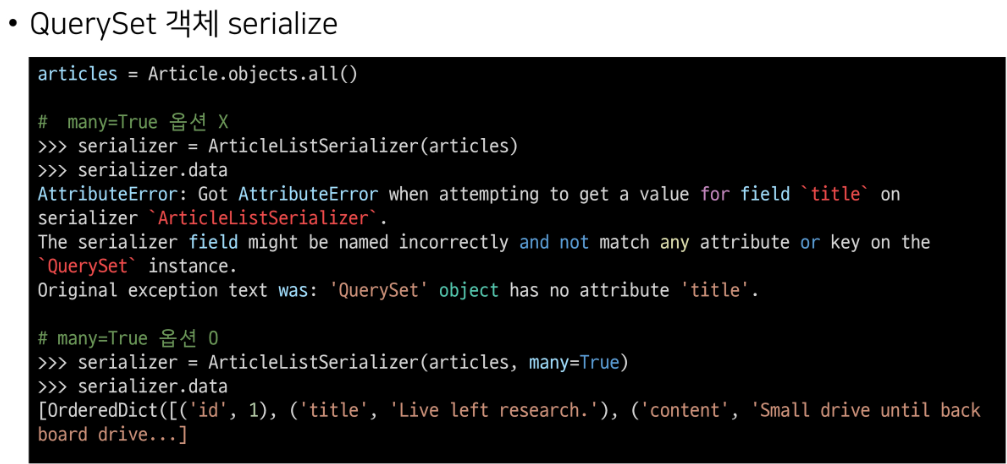 • QuerySet 객체 serialize
articles = Article.objects.all()
#  many=True 옵션 X
>>> serializer = ArticleListSerializer(articles)
>>> serializer.data
AttributeError: Got AttributeError when attempting to get a value for field `title` on
serializer `ArticleListSerializer`.
The serializer field might be named incorrectly and not match any attribute or key on the
`QuerySet` instance.
Original exception text was: 'QuerySet' object has no attribute 'title'.
# many=True 옵션 O
>>> serializer = ArticleListSerializer(articles, many=True)
>>> serializer.data
[OrderedDict([('id', 1), ('title', 'Live left research.'), ('content', 'Small drive until back
board drive...]